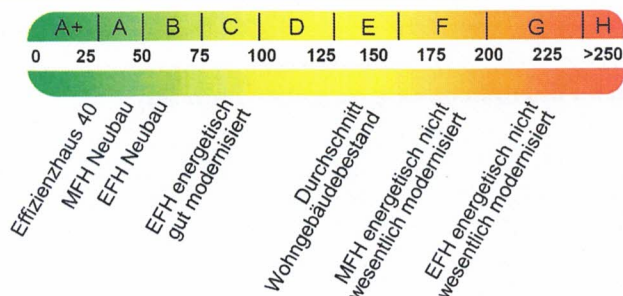 A+ A B C D E F G H
0 25 50 75 100 125 150 175 200 225 >250
Effizienzhaus 40
MFH Neubau
EFH Neubau
EFH energetisch
gut modernisiert
Durchschnitt
Wohngebäudebestand
MFH energetisch nicht
wesentlich modernisiert
EFH energetisch nicht
wesentlich modernisiert